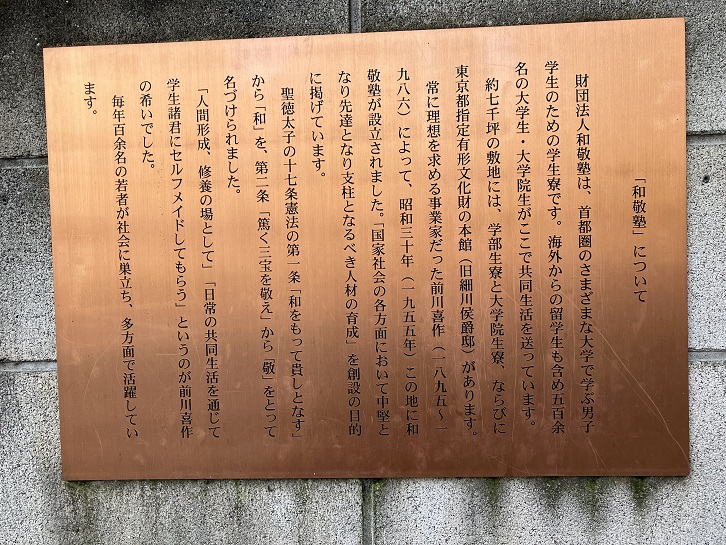 「和敬塾」について
財団法人和敬塾は、首都圏のさまざまな大学で学ぶ男子
学生のための学生寮です。海外からの留学生も含め五百余
名の大学生・大学院生がここで共同生活を送っています。
約七千坪の敷地には、学部生寮と大学院生寮、ならびに
東京都指定有形文化財の本館（旧細川侯爵邸）があります。
常に理想を求める事業家だった前川喜作（一八九五～一
九八六）によって、昭和三十年（一九五五年）この地に和
敬塾が設立されました。「国家社会の各方面において中堅と
なり先達となり支柱となるべき人材の育成」を創設の目的
に掲げています。
聖徳太子の十七条憲法の第一条「和をもって貴しとなす」
から「和」を、第二条「篤く三宝を敬え」から「敬」をとって
名づけられました。
「人間形成、修養の場として」「日常の共同生活を通じて
学生諸君にセルフメイドしてもらう」というのが前川喜作
の希いでした。
毎年百余名の若者が社会に巣立ち、多方面で活躍してい
ます。